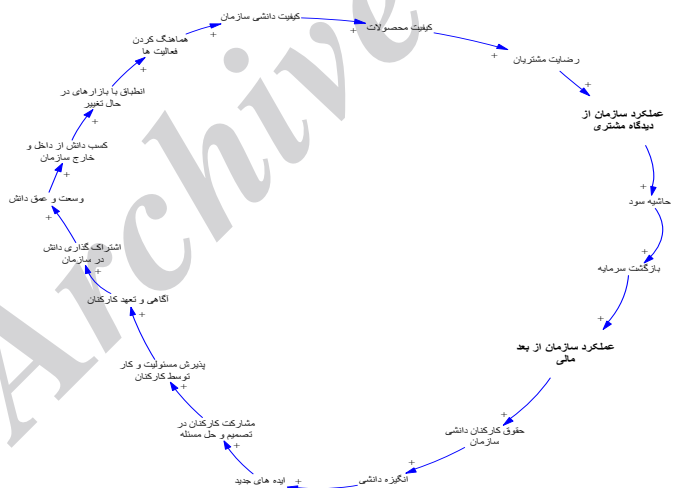 کیفیت دانشی سازمان
کیفیت محصولات
رضایت مشتریان
عملکرد سازمان از
دیدگاه مشتری
حاشیه سود
بازگشت سرمایه
عملکرد سازمان از بعد
مالی
حقوق کارکنان دانشی
سازمان
انگیزه دانشی
ایده های جدید
مشارکت کارکنان در
تصمیم و حل مسئله
پذیرش مسئولیت و کار
توسط کارکنان
آگاهی و تعهد کارکنان
اشتراک گذاری دانش
در سازمان
وسعت و عمق دانش
کسب دانش از داخل و
خارج سازمان
انطباق با بازارهای در
حال تغییر
هماهنگ کردن
فعالیت ها
Archive